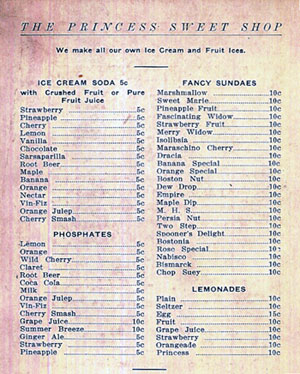 THE PRINCESS SWEET SHOP
We make all our own Ice Cream and Fruit Ices.
ICE CREAM SODA 5c
with Crushed Fruit or Pure
Fruit Juice
Strawberry 5c
Pineapple 5c
Cherry 5c
Lemon 5c
Vanilla 5c
Chocolate 5c
Sarsaparilla 5c
Root Beer 5c
Maple 5c
Banana 5c
Orange 5c
Nectar 5c
Vin-Fiz 5c
Orange Julep 5c
Cherry Smash 5c
PHOSPHATES
Lemon 5c
Orange 5c
Wild Cherry 5c
Claret 5c
Root Beer 5c
Coca Cola 5c
Milk 5c
Orange Julep 5c
Vin-Fiz 5c
Cherry Smash 5c
Grape Juice 10c
Summer Breeze 10c
Ginger Ale 5c
Strawberry 5c
Pineapple 5c
FANCY SUNDAES
Marshmallow 10c
Sweet Marie 10c
Pineapple Fruit 10c
Fascinating Widow 10c
Strawberry Fruit 10c
Merry Widow 10c
Isolibsia 10c
Maraschino Cherry 10c
Dracia 10c
Banana Special 10c
Orange Special 10c
Boston Nut 10c
Dew Drop 10c
Empire 10c
Maple Dip 10c
M. H. S. 10c
Persia Nut 10c
Two Step 10c
Spooner's Delight 10c
Bostonia 10c
Rose Special 10c
Nabisco 10c
Bismarck 10c
Chop Suey 10c
LEMONADES
Plain 10c
Seltzer 10c
Egg 15c
Fruit 10c
Grape Juice 10c
Strawberry 10c
Orangeade 10c
Princess 10c